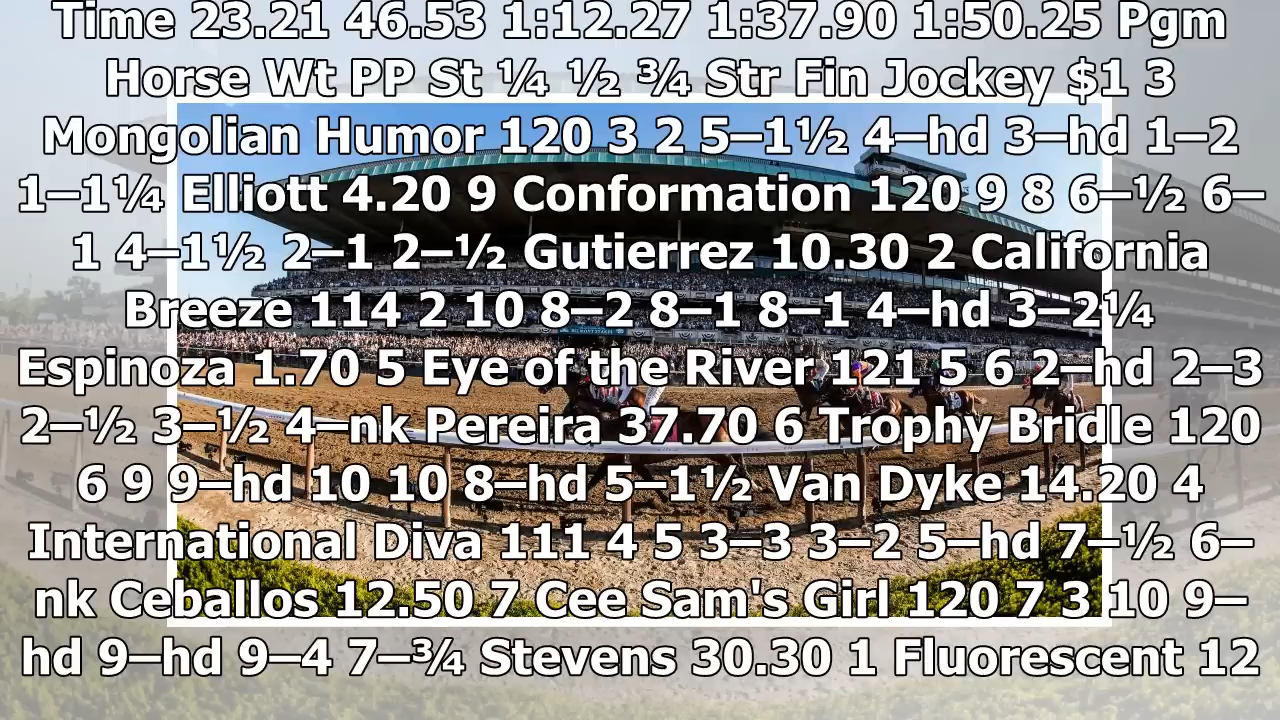 Time 23.21 46.53 1:12.27 1:37.90 1:50.25 Pgm
Horse Wt PP St ¼ ½ ¾ Str Fin Jockey $1 3
Mongolian Humor 120 3 2 5–1½ 4–hd 3–hd 1–2
1–1¼ Elliott 4.20 9 Conformation 120 9 8 6–½ 6–
1 4–1½ 2–1 2–½ Gutierrez 10.30 2 California
Breeze 114 2 10 8–2 8–1 8–1 4–hd 3–2¼
Espinoza 1.70 5 Eye of the River 121 5 6 2–hd 2–3
2–½ 3–½ 4–nk Pereira 37.70 6 Trophy Bridle 120
6 9 9–hd 10 10 8–hd 5–1½ Van Dyke 14.20 4
International Diva 111 4 5 3–3 3–2 5–hd 7–½ 6–
nk Ceballos 12.50 7 Cee Sam's Girl 120 7 3 10 9–
hd 9–hd 9–4 7–¾ Stevens 30.30 1 Fluorescent 12